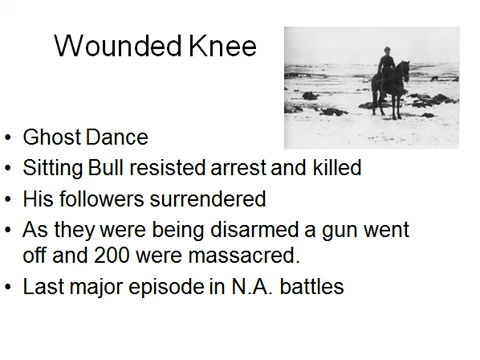 Wounded Knee
• Ghost Dance
• Sitting Bull resisted arrest and killed
• His followers surrendered
• As they were being disarmed a gun went
off and 200 were massacred.
• Last major episode in N.A. battles